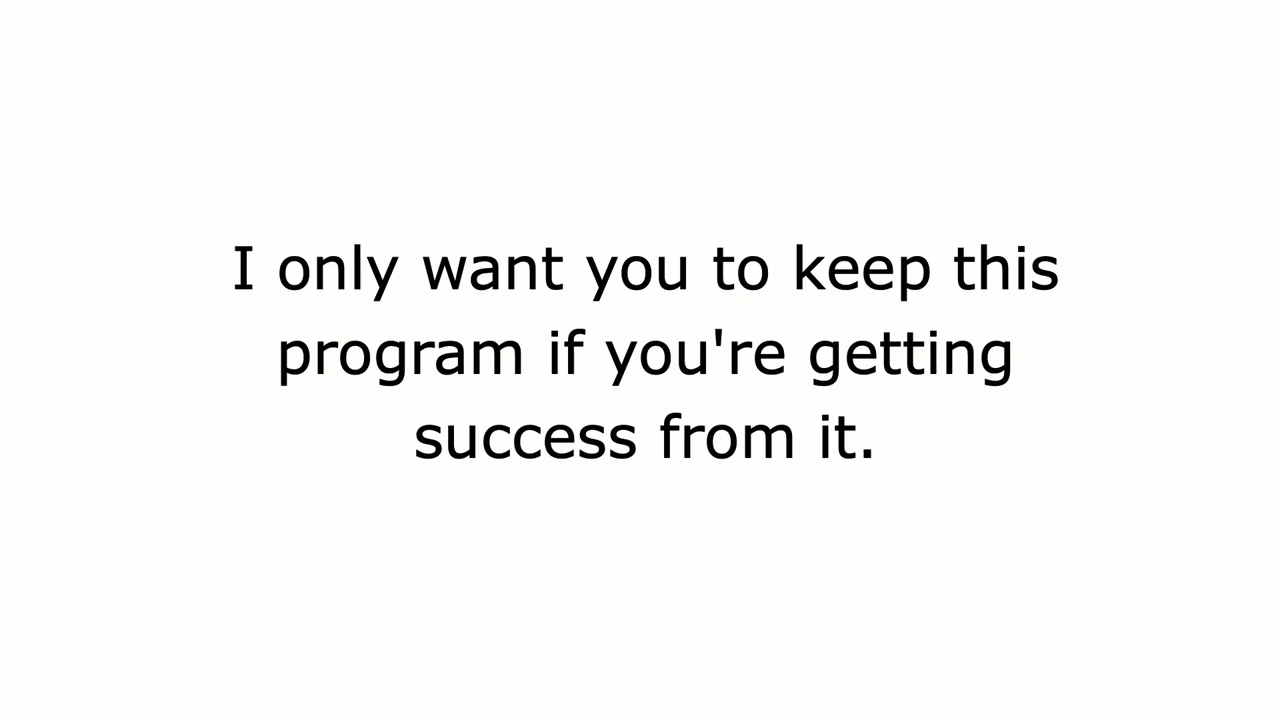 I only want you to keep this
program if you're getting
success from it.